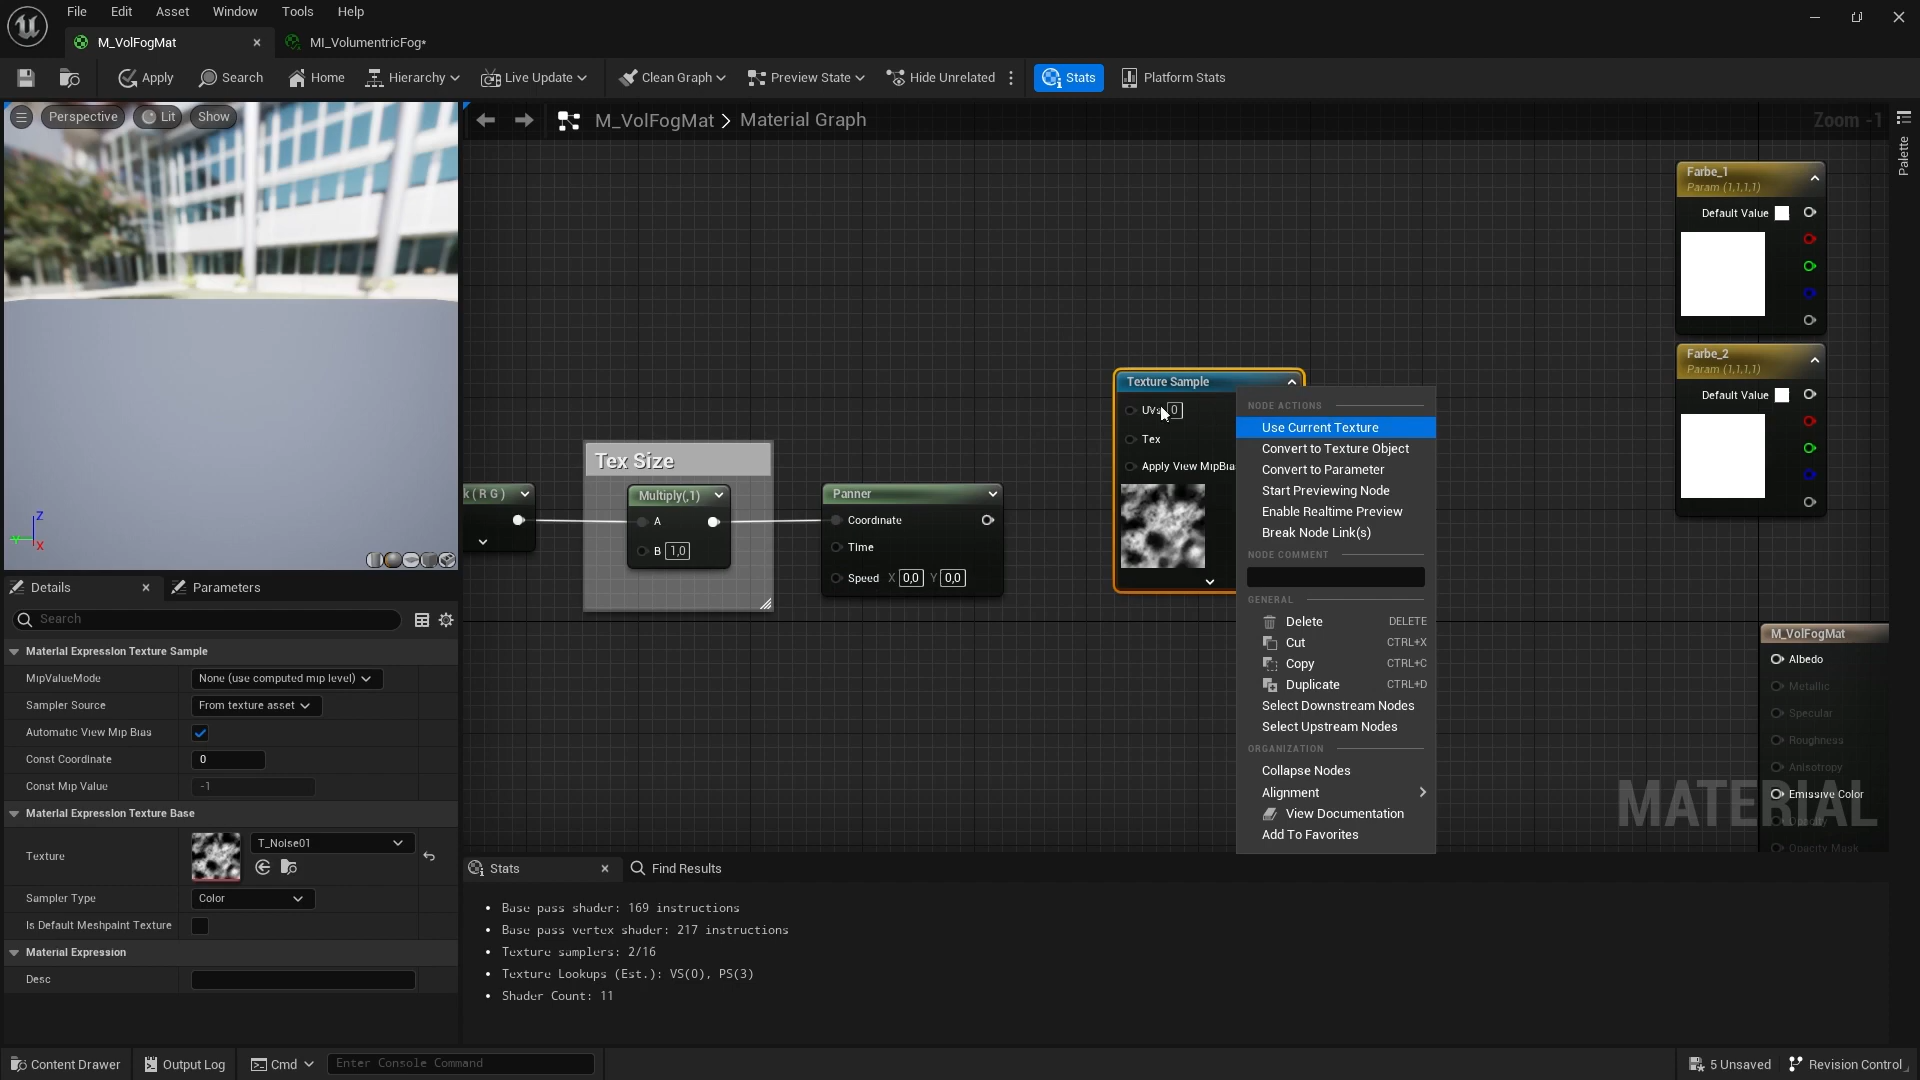 File Edit Asset Window Tools Help
M_VolFogMat MI_VolumentricFog*
Apply Search Home Hierarchy Live Update Clean Graph Preview State Hide Unrelated Stats Platform Stats
Perspective Lit Show
M_VolFogMat > Material Graph
Zoom -1
Palette
Farbe_1
Param (1,1,1,1)
Default Value
Farbe_2
Param (1,1,1,1)
Default Value
Texture Sample
UVs 0
Tex
Apply View MipBia
Tex Size
k(R G)
Multiply(,1)
A
B 1,0
Panner
Coordinate
Time
Speed X 0,0 Y 0,0
NODE ACTIONS
Use Current Texture
Convert to Texture Object
Convert to Parameter
Start Previewing Node
Enable Realtime Preview
Break Node Link(s)
NODE COMMENT
GENERAL
Delete DELETE
Cut CTRL+X
Copy CTRL+C
Duplicate CTRL+D
Select Downstream Nodes
Select Upstream Nodes
ORGANIZATION
Collapse Nodes
Alignment
View Documentation
Add To Favorites
M_VolFogMat
Albedo
Metallic
Specular
Roughness
Anisotropy
Emissive Color
Opacity
Opacity Mask
MATERIAL
Z
X
Details Parameters
Search
Material Expression Texture Sample
MipValueMode None (use computed mip level)
Sampler Source From texture asset
Automatic View Mip Bias
Const Coordinate 0
Const Mip Value -1
Material Expression Texture Base
Texture T_Noise01
Sampler Type Color
Is Default Meshpaint Texture
Material Expression
Desc
Stats Find Results
• Base pass shader: 169 instructions
• Base pass vertex shader: 217 instructions
• Texture samplers: 2/16
• Texture Lookups (Est.): VS(0), PS(3)
• Shader Count: 11
Content Drawer Output Log Cmd Enter Console Command 5 Unsaved Revision Control